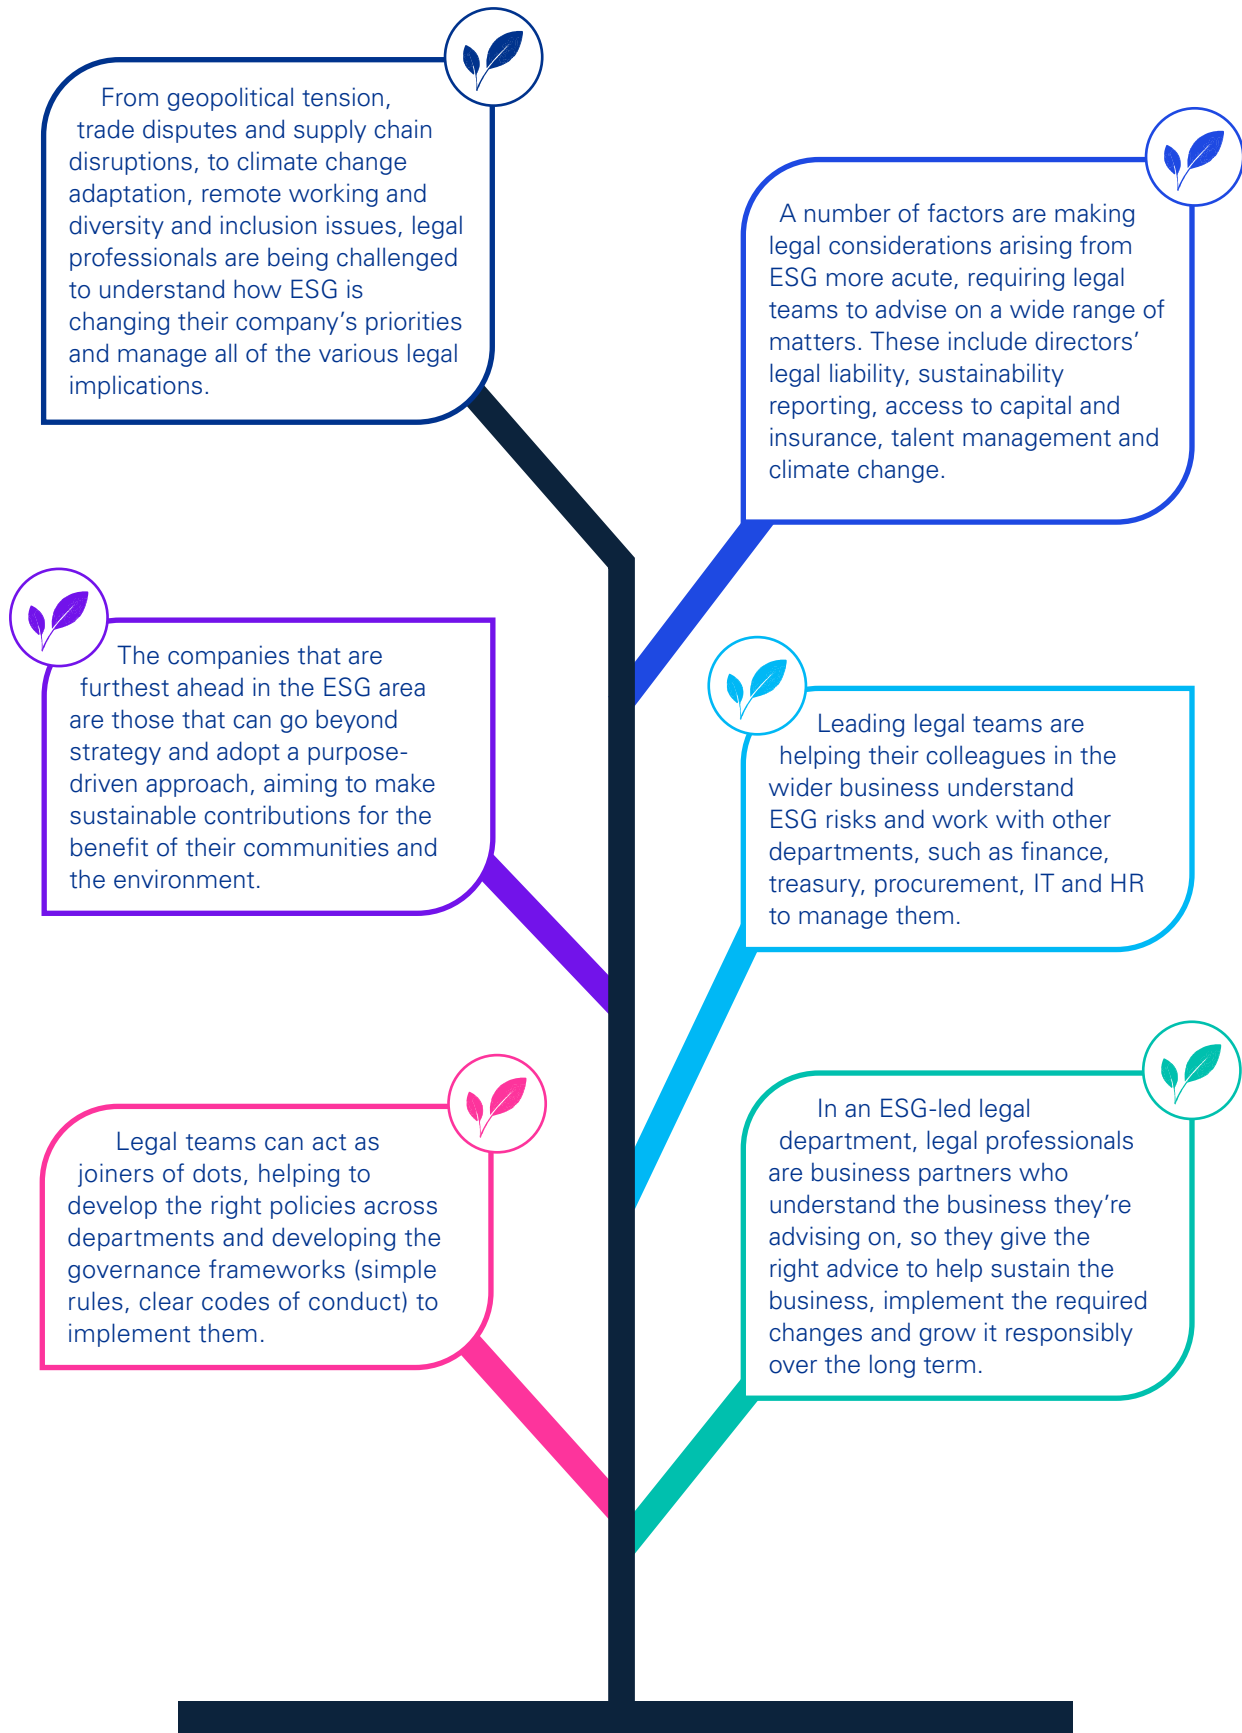 From geopolitical tension,
trade disputes and supply chain
disruptions, to climate change
adaptation, remote working and
diversity and inclusion issues, legal
professionals are being challenged
to understand how ESG is
changing their company’s priorities
and manage all of the various legal
implications.
A number of factors are making
legal considerations arising from
ESG more acute, requiring legal
teams to advise on a wide range of
matters. These include directors’
legal liability, sustainability
reporting, access to capital and
insurance, talent management and
climate change.
The companies that are
furthest ahead in the ESG area
are those that can go beyond
strategy and adopt a purpose-
driven approach, aiming to make
sustainable contributions for the
benefit of their communities and
the environment.
Leading legal teams are
helping their colleagues in the
wider business understand
ESG risks and work with other
departments, such as finance,
treasury, procurement, IT and HR
to manage them.
Legal teams can act as
joiners of dots, helping to
develop the right policies across
departments and developing the
governance frameworks (simple
rules, clear codes of conduct) to
implement them.
In an ESG-led legal
department, legal professionals
are business partners who
understand the business they’re
advising on, so they give the
right advice to help sustain the
business, implement the required
changes and grow it responsibly
over the long term.